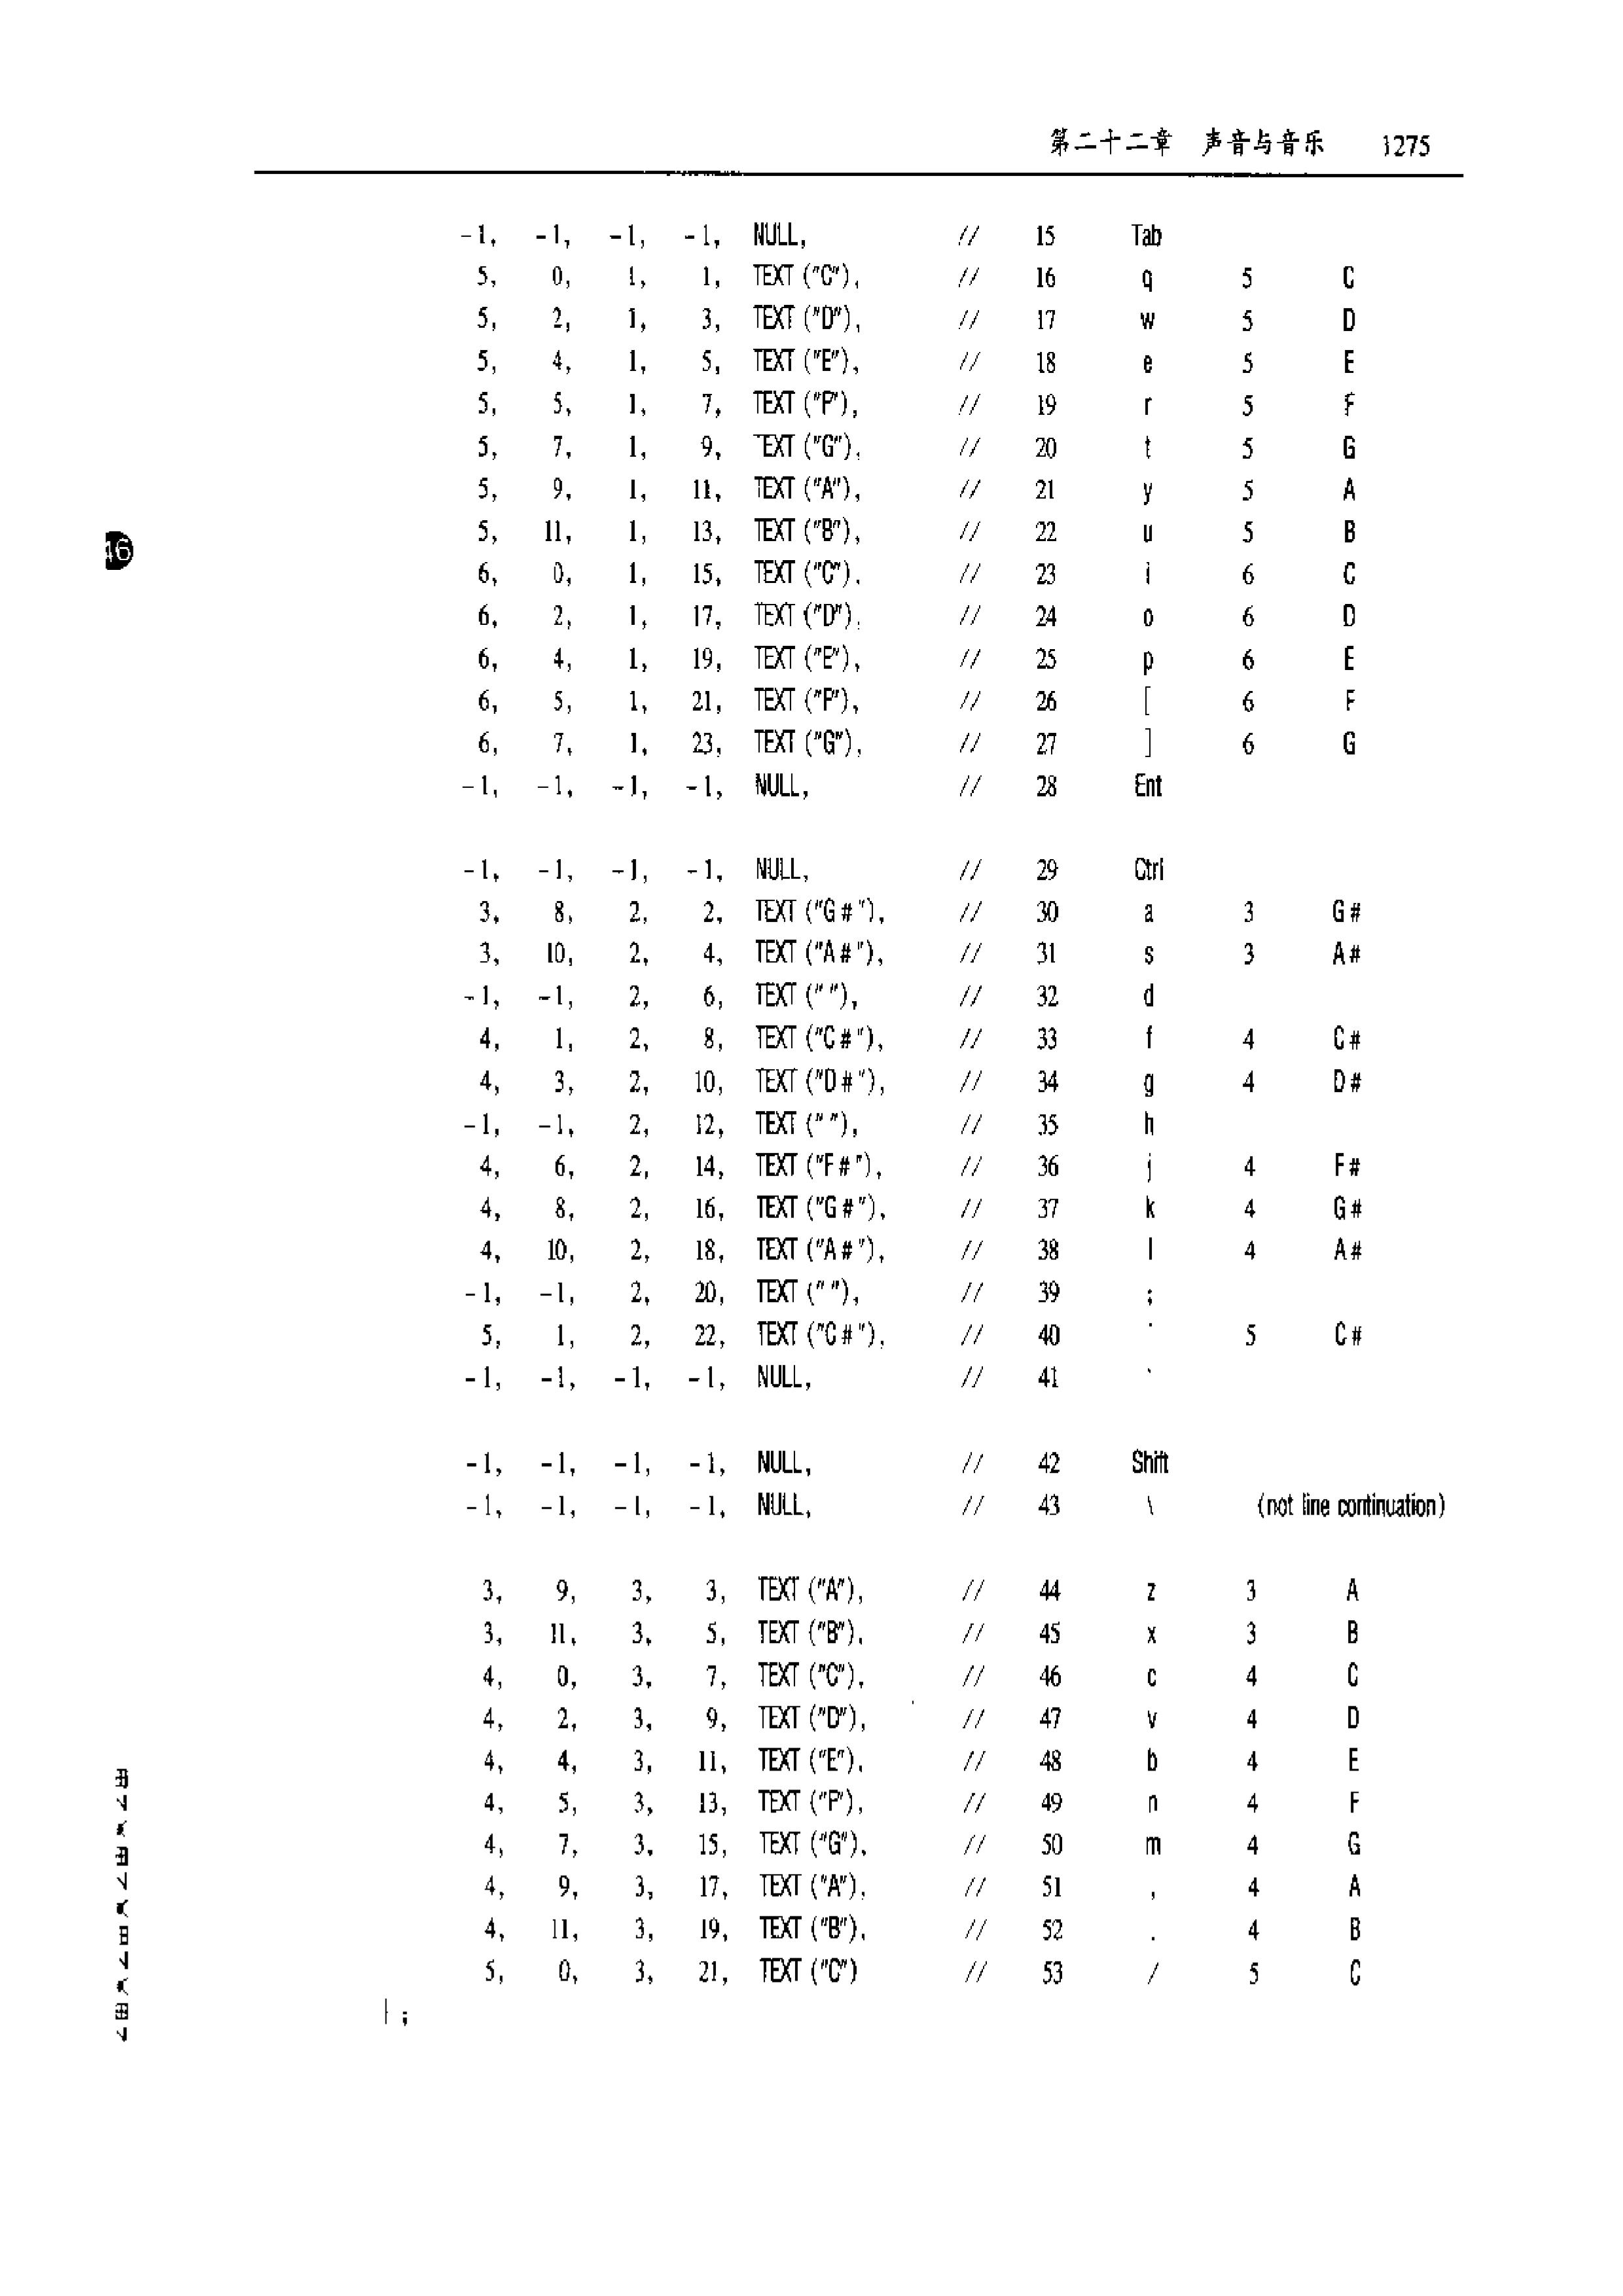 第二十二章 声音与音乐 1275
-1, -1, -1, -1, NULL, // 15 Tab
5, 0, 1, 1, TEXT ("C"), // 16 q 5 C
5, 2, 1, 3, TEXT ("D"), // 17 w 5 D
5, 4, 1, 5, TEXT ("E"), // 18 e 5 E
5, 5, 1, 7, TEXT ("F"), // 19 r 5 F
5, 7, 1, 9, TEXT ("G"), // 20 t 5 G
5, 9, 1, 11, TEXT ("A"), // 21 y 5 A
5, 11, 1, 13, TEXT ("B"), // 22 u 5 B
6, 0, 1, 15, TEXT ("C"), // 23 i 6 C
6, 2, 1, 17, TEXT ("D"), // 24 o 6 D
6, 4, 1, 19, TEXT ("E"), // 25 p 6 E
6, 5, 1, 21, TEXT ("F"), // 26 [ 6 F
6, 7, 1, 23, TEXT ("G"), // 27 ] 6 G
-1, -1, -1, -1, NULL, // 28 Ent
-1, -1, -1, -1, NULL, // 29 Ctrl
3, 8, 2, 2, TEXT ("G#"), // 30 a 3 G#
3, 10, 2, 4, TEXT ("A#"), // 31 s 3 A#
-1, -1, 2, 6, TEXT (" "), // 32 d
4, 1, 2, 8, TEXT ("C#"), // 33 f 4 C#
4, 3, 2, 10, TEXT ("D#"), // 34 g 4 D#
-1, -1, 2, 12, TEXT (" "), // 35 h
4, 6, 2, 14, TEXT ("F#"), // 36 j 4 F#
4, 8, 2, 16, TEXT ("G#"), // 37 k 4 G#
4, 10, 2, 18, TEXT ("A#"), // 38 l 4 A#
-1, -1, 2, 20, TEXT (" "), // 39 ;
5, 1, 2, 22, TEXT ("C#"), // 40 ' 5 C#
-1, -1, -1, -1, NULL, // 41 `
-1, -1, -1, -1, NULL, // 42 Shift
-1, -1, -1, -1, NULL, // 43 \ (not line continuation)
3, 9, 3, 3, TEXT ("A"), // 44 z 3 A
3, 11, 3, 5, TEXT ("B"), // 45 x 3 B
4, 0, 3, 7, TEXT ("C"), // 46 c 4 C
4, 2, 3, 9, TEXT ("D"), // 47 v 4 D
4, 4, 3, 11, TEXT ("E"), // 48 b 4 E
4, 5, 3, 13, TEXT ("F"), // 49 n 4 F
4, 7, 3, 15, TEXT ("G"), // 50 m 4 G
4, 9, 3, 17, TEXT ("A"), // 51 , 4 A
4, 11, 3, 19, TEXT ("B"), // 52 . 4 B
5, 0, 3, 21, TEXT ("C") // 53 / 5 C
} ;